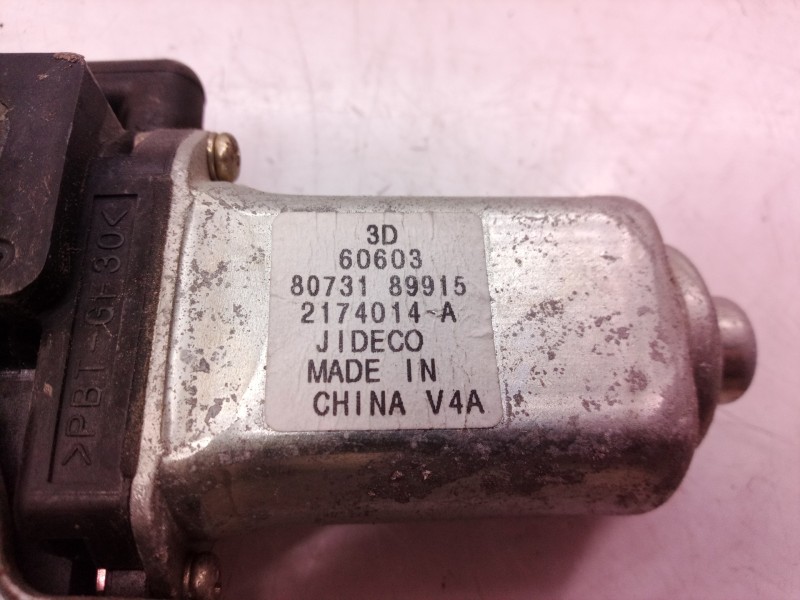 3D
60603
80731 89915
2174014-A
JIDECO
MADE IN
CHINA V4A
>PBT-GF30<